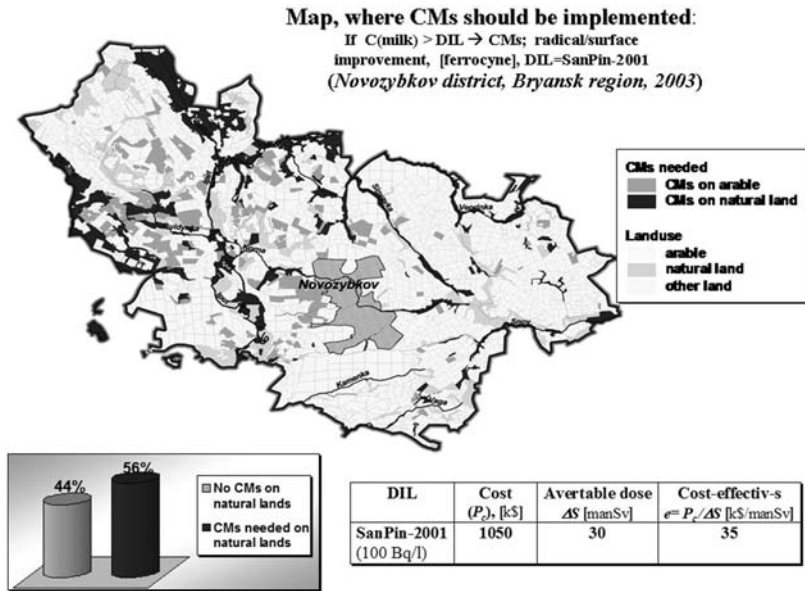 Map, where CMs should be implemented:
If C(milk) > DIL → CMs; radical/surface
improvement, [ferrocyne], DIL=SanPin-2001
(Novozybkov district, Bryansk region, 2003)
CMs needed
CMs on arable
CMs on natural land
Landuse
arable
natural land
other land
Novozybkov
Kamenka
44%
56%
No CMs on
natural lands
CMs needed on
natural lands
DIL Cost Avertable dose Cost-effectiv-s
(Pc), [k$] ΔS [manSv] e= Pc/ΔS [k$/manSv]
SanPin-2001 1050 30 35
(100 Bq/l)